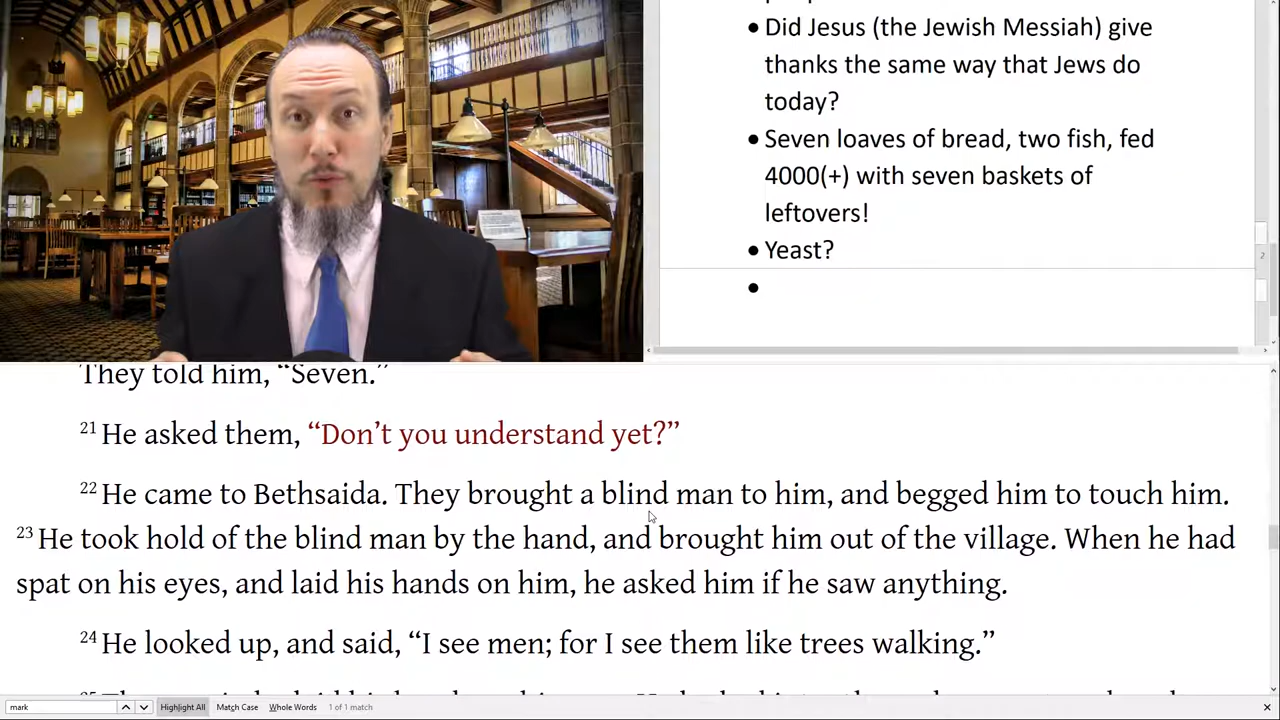 • Did Jesus (the Jewish Messiah) give
thanks the same way that Jews do
today?
• Seven loaves of bread, two fish, fed
4000(+) with seven baskets of
leftovers!
• Yeast?
•
2
They told him, “Seven.”
21 He asked them, “Don’t you understand yet?”
22 He came to Bethsaida. They brought a blind man to him, and begged him to touch him.
23 He took hold of the blind man by the hand, and brought him out of the village. When he had
spat on his eyes, and laid his hands on him, he asked him if he saw anything.
24 He looked up, and said, “I see men; for I see them like trees walking.”
mark Highlight All Match Case Whole Words 1 of 1 match